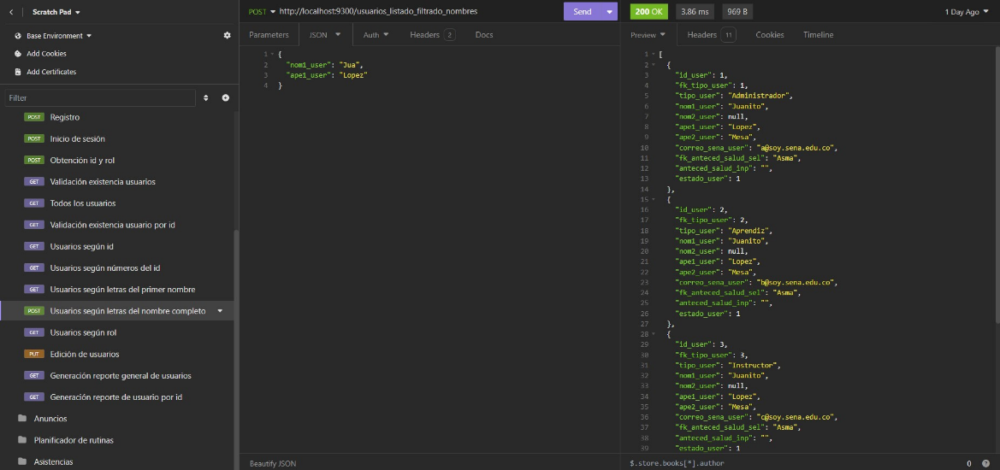 Scratch Pad
Base Environment
Add Cookies
Add Certificates
Filter
POST Registro
POST Inicio de sesión
POST Obtención id y rol
GET Validación existencia usuarios
GET Todos los usuarios
GET Validación existencia usuario por id
GET Usuarios según id
GET Usuarios según números del id
GET Usuarios según letras del primer nombre
POST Usuarios según letras del nombre completo
GET Usuarios según rol
PUT Edición de usuarios
GET Generación reporte general de usuarios
GET Generación reporte de usuario por id
Anuncios
Planificador de rutinas
Asistencias
POST http://localhost:9300/usuarios_listado_filtrado_nombres Send
Parameters JSON Auth Headers 2 Docs
1 {
2 "nom1_user": "Jua",
3 "ape1_user": "Lopez"
4 }
Beautify JSON
200 OK 3.86 ms 969 B 1 Day Ago
Preview Headers 11 Cookies Timeline
1 [
2 {
3 "id_user": 1,
4 "fk_tipo_user": 1,
5 "tipo_user": "Administrador",
6 "nom1_user": "Juanito",
7 "nom2_user": null,
8 "ape1_user": "Lopez",
9 "ape2_user": "Mesa",
10 "correo_sena_user": "a@soy.sena.edu.co",
11 "fk_anteced_salud_sel": "Asma",
12 "anteced_salud_inp": "",
13 "estado_user": 1
14 },
15 {
16 "id_user": 2,
17 "fk_tipo_user": 2,
18 "tipo_user": "Aprendiz",
19 "nom1_user": "Juanito",
20 "nom2_user": null,
21 "ape1_user": "Lopez",
22 "ape2_user": "Mesa",
23 "correo_sena_user": "b@soy.sena.edu.co",
24 "fk_anteced_salud_sel": "Asma",
25 "anteced_salud_inp": "",
26 "estado_user": 1
27 },
28 {
29 "id_user": 3,
30 "fk_tipo_user": 3,
31 "tipo_user": "Instructor",
32 "nom1_user": "Juanito",
33 "nom2_user": null,
34 "ape1_user": "Lopez",
35 "ape2_user": "Mesa",
36 "correo_sena_user": "c@soy.sena.edu.co",
37 "fk_anteced_salud_sel": "Asma",
38 "anteced_salud_inp": "",
39 "estado_user": 1
$.store.books[*].author 0